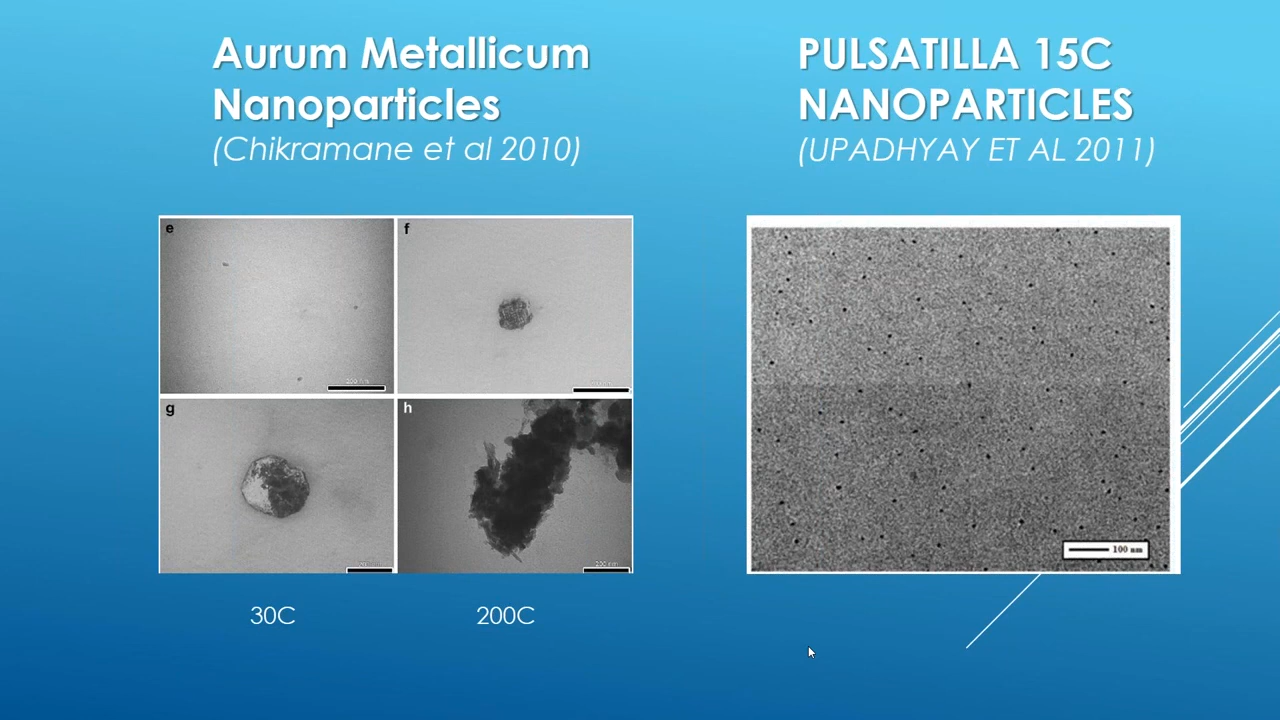 Aurum Metallicum
Nanoparticles
(Chikramane et al 2010)
PULSATILLA 15C
NANOPARTICLES
(UPADHYAY ET AL 2011)
e
f
g
h
100 nm
30C
200C